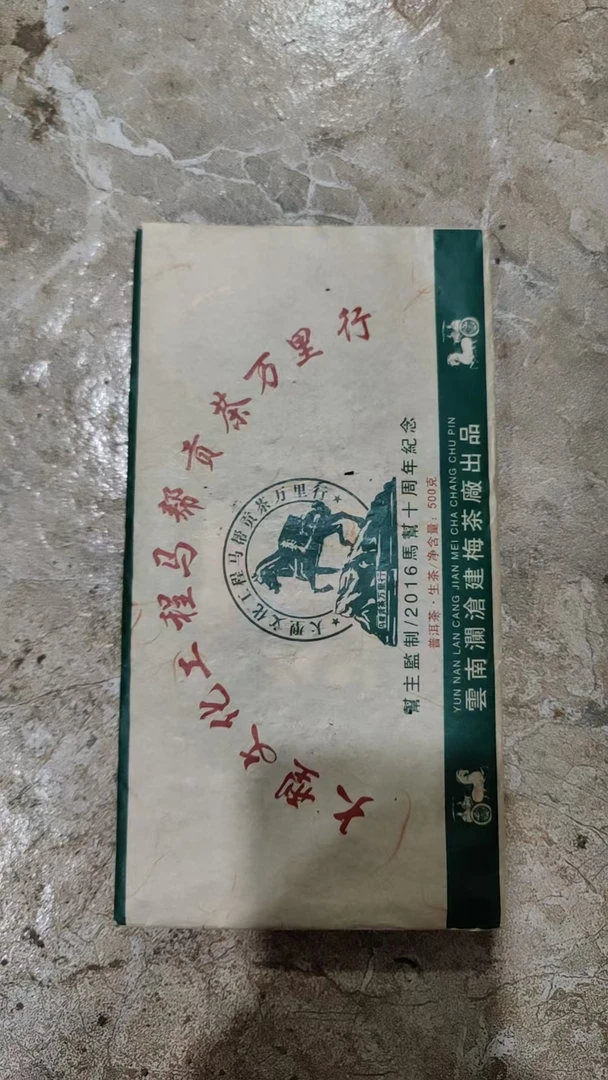 大型文化工程马帮贡茶万里行
大型文化工程马帮贡茶万里行
幫主監制/2016馬幫十周年紀念
普洱茶·生茶/净含量：500克
YUN NAN LAN CANG JIAN MEI CHA CHANG CHU PIN
雲南瀾滄建梅茶廠出品